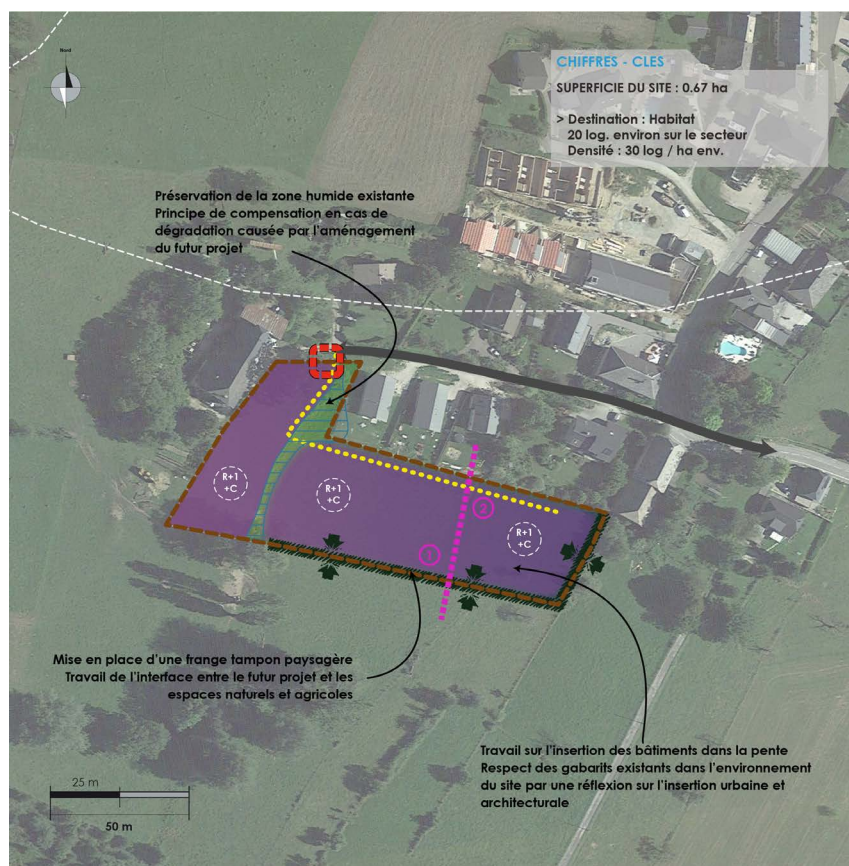 Nord
CHIFFRES - CLES
SUPERFICIE DU SITE : 0.67 ha
> Destination : Habitat
20 log. environ sur le secteur
Densité : 30 log / ha env.
Préservation de la zone humide existante
Principe de compensation en cas de
dégradation causée par l'aménagement
du futur projet
R+1
+C
R+1
+C
2
R+1
+C
1
Mise en place d'une frange tampon paysagère
Travail de l'interface entre le futur projet et les
espaces naturels et agricoles
Travail sur l'insertion des bâtiments dans la pente
Respect des gabarits existants dans l'environnement
du site par une réflexion sur l'insertion urbaine et
architecturale
25 m
50 m